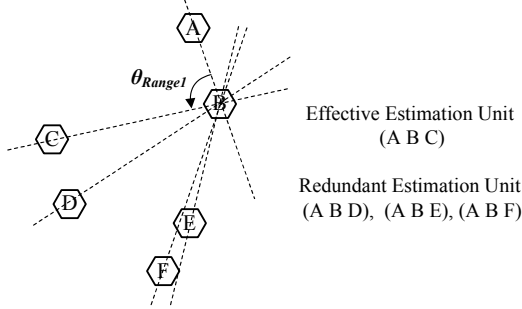 A
θRange1
B
C
D
E
F
Effective Estimation Unit
(A B C)
Redundant Estimation Unit
(A B D), (A B E), (A B F)